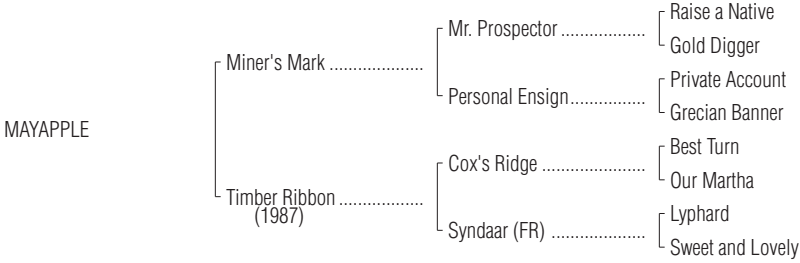 Raise a Native
Mr. Prospector ...................
Gold Digger
Miner's Mark .....................
Private Account
Personal Ensign.................
Grecian Banner
MAYAPPLE
Best Turn
Cox's Ridge .......................
Our Martha
Timber Ribbon ...................
(1987)
Lyphard
Syndaar (FR) .....................
Sweet and Lovely